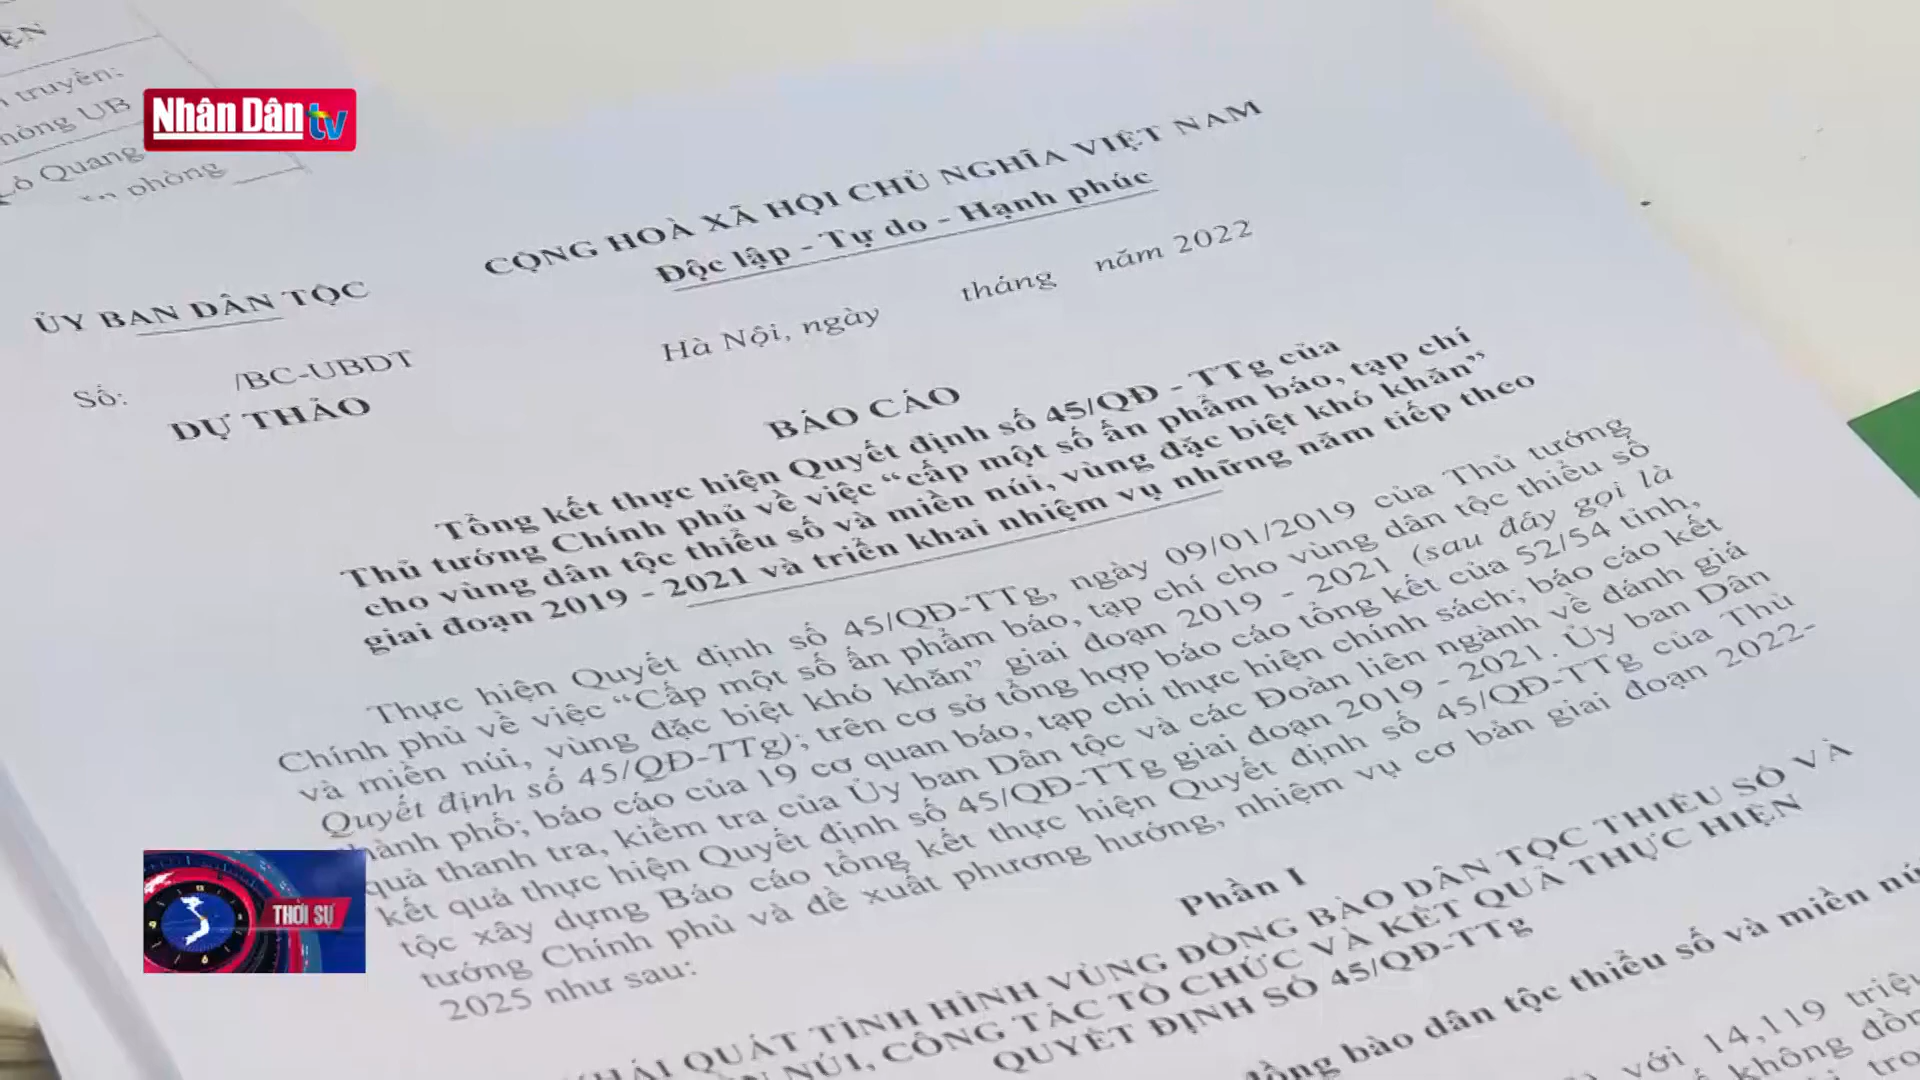 ỆN
truyền:
hòng UB
Lò Quang
phòng
Nhân Dân tv
CỘNG HOÀ XÃ HỘI CHỦ NGHĨA VIỆT NAM
Độc lập - Tự do - Hạnh phúc
ỦY BAN DÂN TỘC
Hà Nội, ngày tháng năm 2022
Số: /BC-UBDT
DỰ THẢO
BÁO CÁO
Tổng kết thực hiện Quyết định số 45/QĐ - TTg của
Thủ tướng Chính phủ về việc “cấp một số ấn phẩm báo, tạp chí
cho vùng dân tộc thiểu số và miền núi, vùng đặc biệt khó khăn”
giai đoạn 2019 - 2021 và triển khai nhiệm vụ những năm tiếp theo
Thực hiện Quyết định số 45/QĐ-TTg, ngày 09/01/2019 của Thủ tướng
Chính phủ về việc “Cấp một số ấn phẩm báo, tạp chí cho vùng dân tộc thiểu số
và miền núi, vùng đặc biệt khó khăn” giai đoạn 2019 - 2021 (sau đây gọi là
Quyết định số 45/QĐ-TTg); trên cơ sở tổng hợp báo cáo tổng kết của 52/54 tỉnh,
thành phố; báo cáo của 19 cơ quan báo, tạp chí thực hiện chính sách; báo cáo kết
quả thanh tra, kiểm tra của Ủy ban Dân tộc và các Đoàn liên ngành về đánh giá
kết quả thực hiện Quyết định số 45/QĐ-TTg giai đoạn 2019 - 2021. Ủy ban Dân
tộc xây dựng Báo cáo tổng kết thực hiện Quyết định số 45/QĐ-TTg của Thủ
tướng Chính phủ và đề xuất phương hướng, nhiệm vụ cơ bản giai đoạn 2022-
2025 như sau:
Phần I
KHÁI QUÁT TÌNH HÌNH VÙNG ĐỒNG BÀO DÂN TỘC THIỂU SỐ VÀ
NÚI, CÔNG TÁC TỔ CHỨC VÀ KẾT QUẢ THỰC HIỆN
QUYẾT ĐỊNH SỐ 45/QĐ-TTg
đồng bào dân tộc thiểu số và miền nú
với 14,119 triệu
không đồn
THỜI SỰ